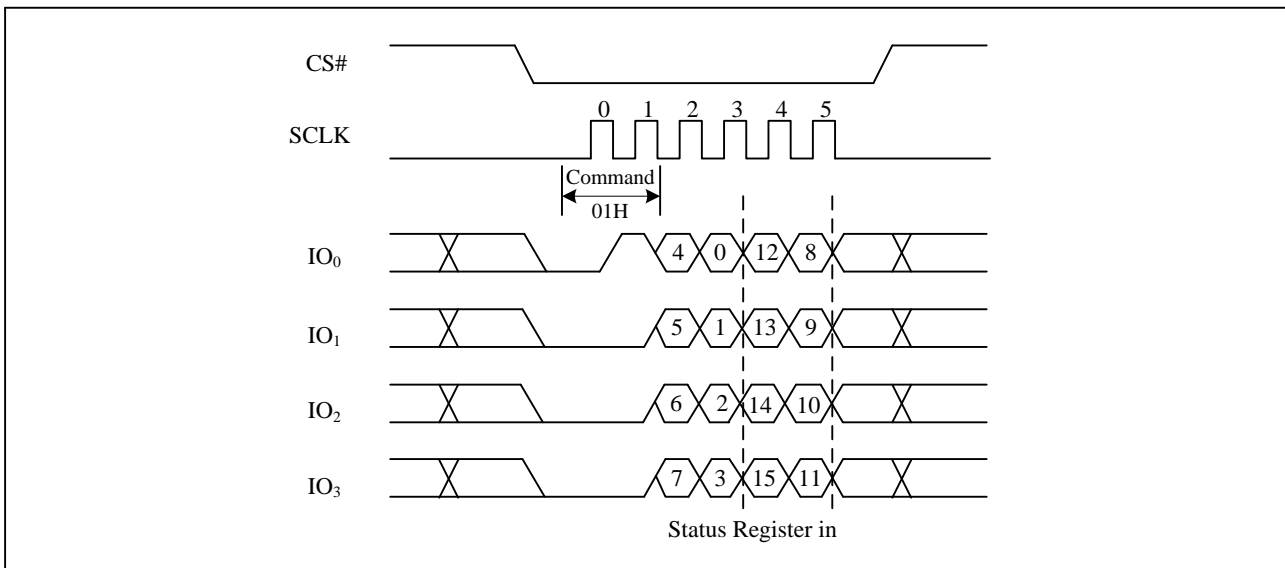 CS#
0 1 2 3 4 5
SCLK
Command
01H
IO0 4 0 12 8
IO1 5 1 13 9
IO2 6 2 14 10
IO3 7 3 15 11
Status Register in